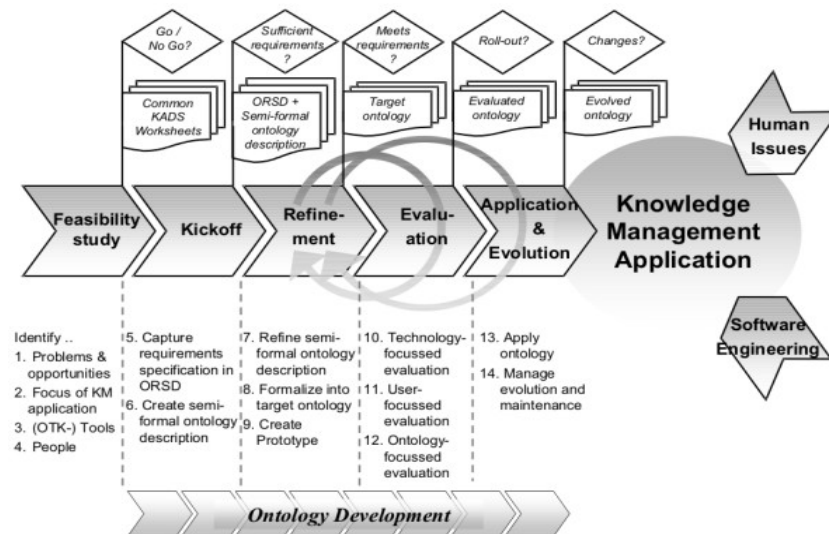 Go /
No Go?
Sufficient
requirements
?
Meets
requirements
?
Roll-out?
Changes?
Common
KADS
Worksheets
ORSD +
Semi-formal
ontology
description
Target
ontology
Evaluated
ontology
Evolved
ontology
Human
Issues
Feasibility
study
Kickoff
Refine-
ment
Evalu-
ation
Application
&
Evolution
Knowledge
Management
Application
Software
Engineering
Identify ..
1. Problems &
opportunities
2. Focus of KM
application
3. (OTK-) Tools
4. People
5. Capture
requirements
specification in
ORSD
6. Create semi-
formal ontology
description
7. Refine semi-
formal ontology
description
8. Formalize into
target ontology
9. Create
Prototype
10. Technology-
focussed
evaluation
11. User-
focussed
evaluation
12. Ontology-
focussed
evaluation
13. Apply
ontology
14. Manage
evolution and
maintenance
Ontology Development